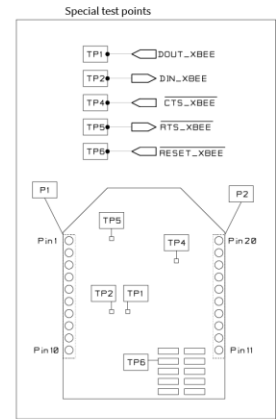 Special test points
TP1 DOUT_XBEE
TP2 DIN_XBEE
TP4 CTS_XBEE
TP5 RTS_XBEE
TP6 RESET_XBEE
P1 P2
TP5
Pin1 TP4 Pin20
TP2 TP1
Pin10 Pin11
TP6